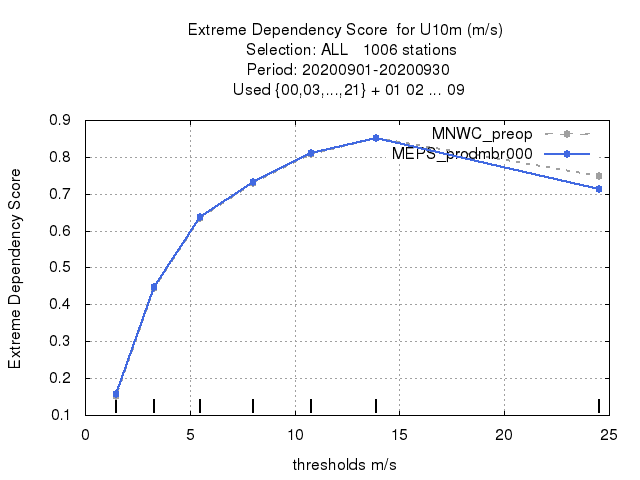 Extreme Dependency Score for U10m (m/s)
Selection: ALL 1006 stations
Period: 20200901-20200930
Used {00,03,...,21} + 01 02 ... 09
MNWC_preop
MEPS_prodmbr000
Extreme Dependency Score
0.9
0.8
0.7
0.6
0.5
0.4
0.3
0.2
0.1
0 5 10 15 20 25
thresholds m/s